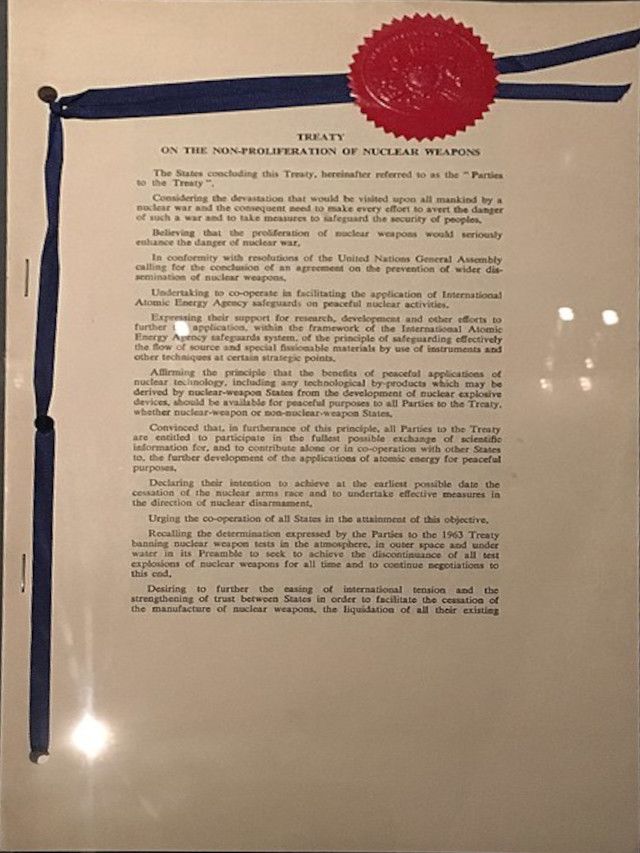 TREATY
ON THE NON-PROLIFERATION OF NUCLEAR WEAPONS
The States concluding this Treaty, hereinafter referred to as the " Parties
to the Treaty ",
Considering the devastation that would be visited upon all mankind by a
nuclear war and the consequent need to make every effort to avert the danger
of such a war and to take measures to safeguard the security of peoples,
Believing that the proliferation of nuclear weapons would seriously
enhance the danger of nuclear war,
In conformity with resolutions of the United Nations General Assembly
calling for the conclusion of an agreement on the prevention of wider dis-
semination of nuclear weapons,
Undertaking to co-operate in facilitating the application of International
Atomic Energy Agency safeguards on peaceful nuclear activities,
Expressing their support for research, development and other efforts to
further application, within the framework of the International Atomic
Energy Agency safeguards system, of the principle of safeguarding effectively
the flow of source and special fissionable materials by use of instruments and
other techniques at certain strategic points,
Affirming the principle that the benefits of peaceful applications of
nuclear technology, including any technological by-products which may be
derived by nuclear-weapon States from the development of nuclear explosive
devices, should be available for peaceful purposes to all Parties to the Treaty,
whether nuclear-weapon or non-nuclear-weapon States,
Convinced that, in furtherance of this principle, all Parties to the Treaty
are entitled to participate in the fullest possible exchange of scientific
information for, and to contribute alone or in co-operation with other States
to, the further development of the applications of atomic energy for peaceful
purposes,
Declaring their intention to achieve at the earliest possible date the
cessation of the nuclear arms race and to undertake effective measures in
the direction of nuclear disarmament,
Urging the co-operation of all States in the attainment of this objective,
Recalling the determination expressed by the Parties to the 1963 Treaty
banning nuclear weapon tests in the atmosphere, in outer space and under
water in its Preamble to seek to achieve the discontinuance of all test
explosions of nuclear weapons for all time and to continue negotiations to
this end,
Desiring to further the easing of international tension and the
strengthening of trust between States in order to facilitate the cessation of
the manufacture of nuclear weapons, the liquidation of all their existing